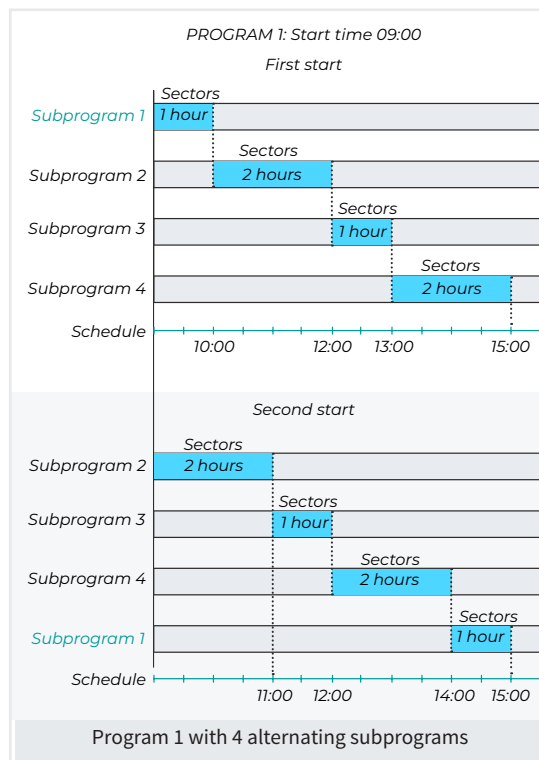 PROGRAM 1: Start time 09:00
First start
Sectors
Subprogram 1 1 hour
Sectors
Subprogram 2 2 hours
Sectors
Subprogram 3 1 hour
Sectors
Subprogram 4 2 hours
Schedule
10:00 12:00 13:00 15:00
Second start
Sectors
Subprogram 2 2 hours
Sectors
Subprogram 3 1 hour
Sectors
Subprogram 4 2 hours
Sectors
Subprogram 1 1 hour
Schedule
11:00 12:00 14:00 15:00
Program 1 with 4 alternating subprograms